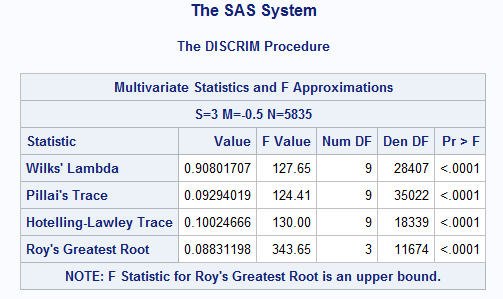 The SAS System
The DISCRIM Procedure
Multivariate Statistics and F Approximations
S=3 M=-0.5 N=5835
Statistic Value F Value Num DF Den DF Pr > F
Wilks' Lambda 0.90801707 127.65 9 28407 <.0001
Pillai's Trace 0.09294019 124.41 9 35022 <.0001
Hotelling-Lawley Trace 0.10024666 130.00 9 18339 <.0001
Roy's Greatest Root 0.08831198 343.65 3 11674 <.0001
NOTE: F Statistic for Roy's Greatest Root is an upper bound.